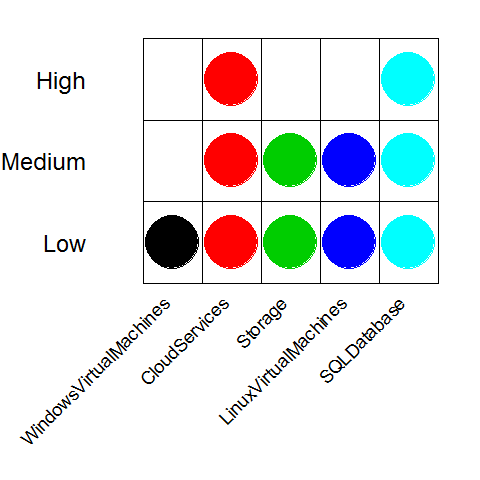 High
Medium
Low
WindowsVirtualMachines
CloudServices
Storage
LinuxVirtualMachines
SQLDatabase